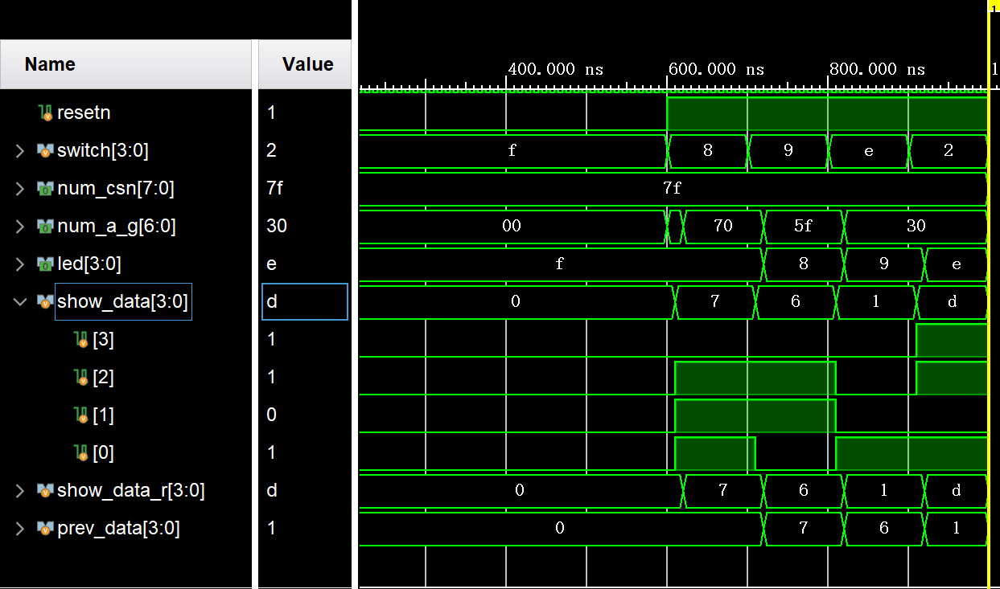 1
Name Value
400.000 ns 600.000 ns 800.000 ns 1
resetn 1
switch[3:0] 2 f 8 9 e 2
num_csn[7:0] 7f 7f
num_a_g[6:0] 30 00 70 5f 30
led[3:0] e f 8 9 e
show_data[3:0] d 0 7 6 1 d
[3] 1
[2] 1
[1] 0
[0] 1
show_data_r[3:0] d 0 7 6 1 d
prev_data[3:0] 1 0 7 6 1